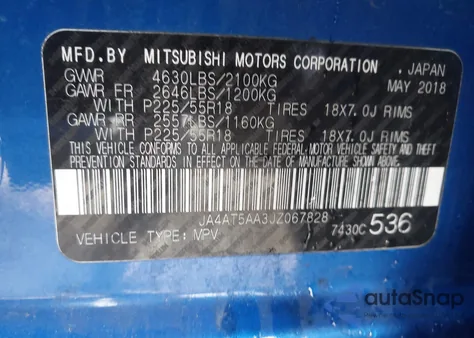 MFD.BY MITSUBISHI MOTORS CORPORATION, JAPAN
GVWR 4630LBS/2100KG MAY 2018
GAWR FR 2646LBS/1200KG
WITH P225/55R18 TIRES 18X7.0J RIMS
GAWR RR 2557LBS/1160KG
WITH P225/55R18 TIRES 18X7.0J RIMS
THIS VEHICLE CONFORMS TO ALL APPLICABLE FEDERAL MOTOR VEHICLE SAFETY AND THEFT
PREVENTION STANDARDS IN EFFECT ON THE DATE OF MANUFACTURE SHOWN ABOVE.
JA4AT5AA3JZ067828
VEHICLE TYPE: MPV 7430C 536
autoSnap